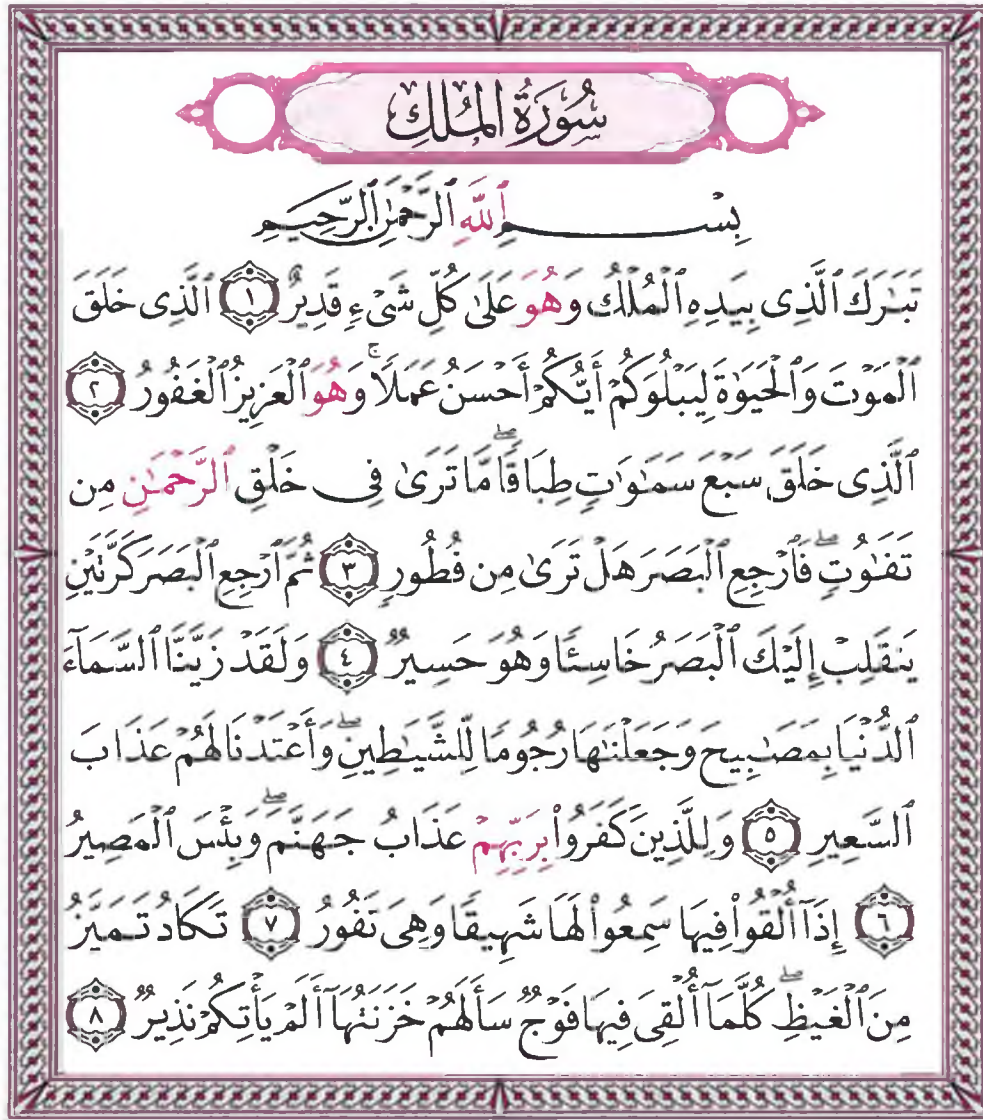 سُورَةُ الْمُلْكِ
بِسْمِ ٱللَّهِ ٱلرَّحْمَٰنِ ٱلرَّحِيمِ
تَبَٰرَكَ ٱلَّذِى بِيَدِهِ ٱلْمُلْكُ وَهُوَ عَلَىٰ كُلِّ شَىْءٍ قَدِيرٌ ١ ٱلَّذِى خَلَقَ
ٱلْمَوْتَ وَٱلْحَيَوٰةَ لِيَبْلُوَكُمْ أَيُّكُمْ أَحْسَنُ عَمَلًا ۚ وَهُوَ ٱلْعَزِيزُ ٱلْغَفُورُ ٢
ٱلَّذِى خَلَقَ سَبْعَ سَمَٰوَٰتٍ طِبَاقًا ۖ مَّا تَرَىٰ فِى خَلْقِ ٱلرَّحْمَٰنِ مِن
تَفَٰوُتٍ ۖ فَٱرْجِعِ ٱلْبَصَرَ هَلْ تَرَىٰ مِن فُطُورٍ ٣ ثُمَّ ٱرْجِعِ ٱلْبَصَرَ كَرَّتَيْنِ
يَنقَلِبْ إِلَيْكَ ٱلْبَصَرُ خَاسِئًا وَهُوَ حَسِيرٌ ٤ وَلَقَدْ زَيَّنَّا ٱلسَّمَآءَ
ٱلدُّنْيَا بِمَصَٰبِيحَ وَجَعَلْنَٰهَا رُجُومًا لِّلشَّيَٰطِينِ ۖ وَأَعْتَدْنَا لَهُمْ عَذَابَ
ٱلسَّعِيرِ ٥ وَلِلَّذِينَ كَفَرُوا۟ بِرَبِّهِمْ عَذَابُ جَهَنَّمَ ۖ وَبِئْسَ ٱلْمَصِيرُ
٦ إِذَآ أُلْقُوا۟ فِيهَا سَمِعُوا۟ لَهَا شَهِيقًا وَهِىَ تَفُورُ ٧ تَكَادُ تَمَيَّزُ
مِنَ ٱلْغَيْظِ ۖ كُلَّمَآ أُلْقِىَ فِيهَا فَوْجٌ سَأَلَهُمْ خَزَنَتُهَآ أَلَمْ يَأْتِكُمْ نَذِيرٌ ٨